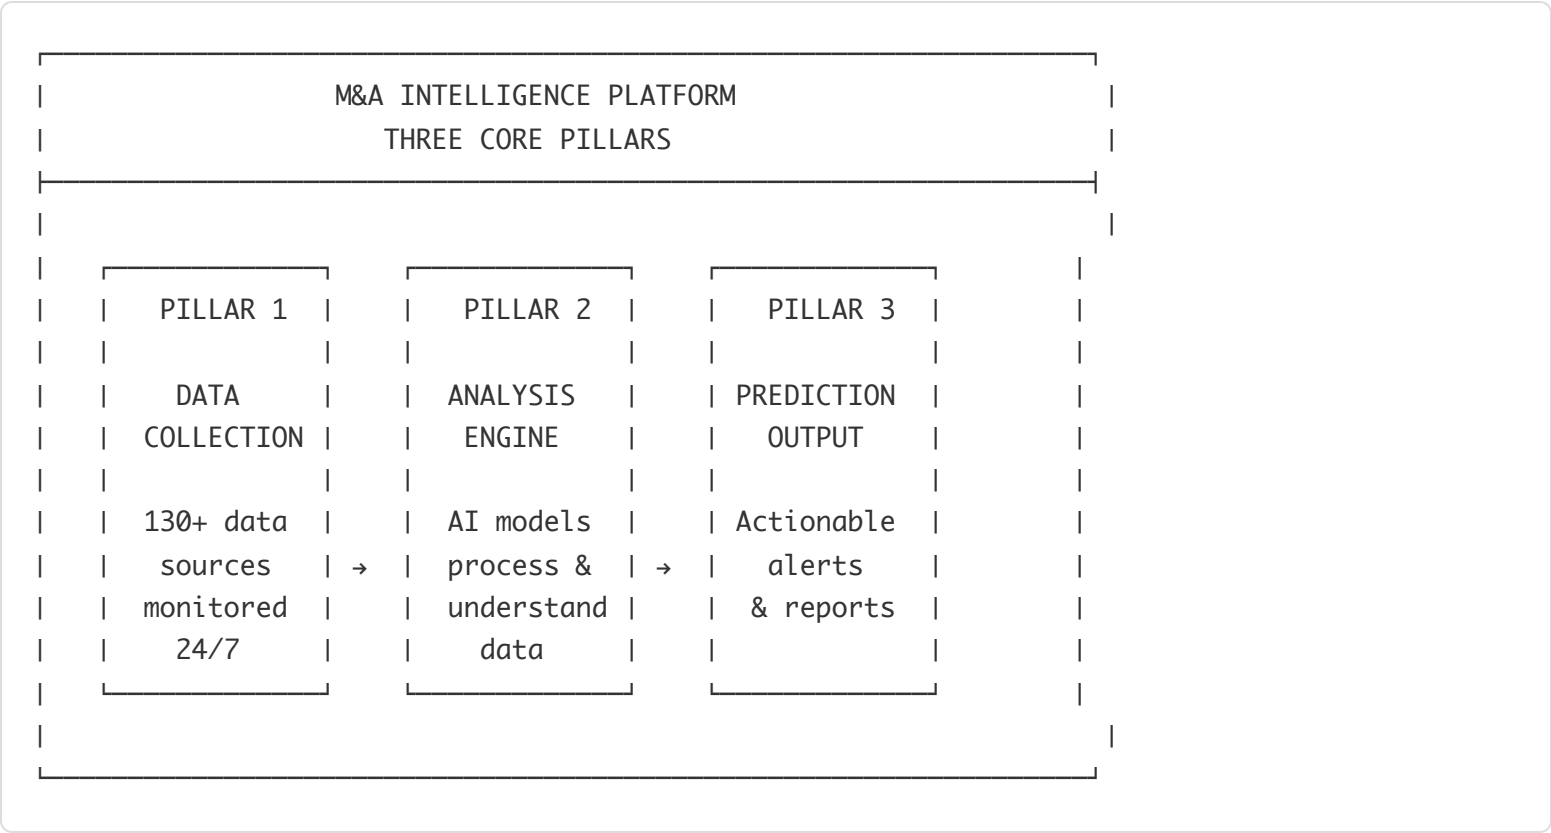 M&A INTELLIGENCE PLATFORM
THREE CORE PILLARS
PILLAR 1 PILLAR 2 PILLAR 3
DATA ANALYSIS PREDICTION
COLLECTION ENGINE OUTPUT
130+ data AI models Actionable
sources → process & → alerts
monitored understand & reports
24/7 data